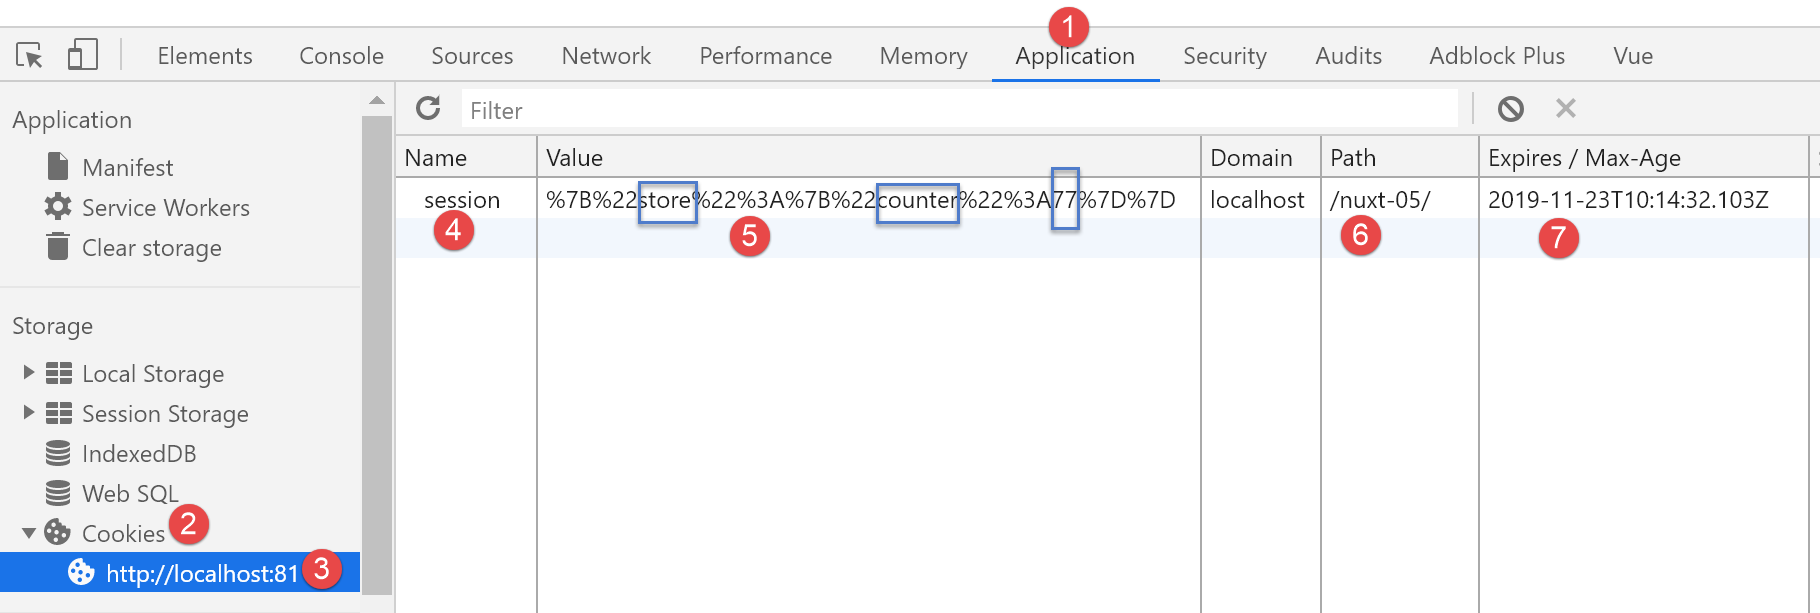 1
Elements Console Sources Network Performance Memory Application Security Audits Adblock Plus Vue
Application
Manifest
Service Workers
Clear storage
Storage
Local Storage
Session Storage
IndexedDB
Web SQL
Cookies 2
http://localhost:81 3
Filter
Name Value Domain Path Expires / Max-Age
session %7B%22store%22%3A%7B%22counter%22%3A77%7D%7D localhost /nuxt-05/ 2019-11-23T10:14:32.103Z
4 5 6 7